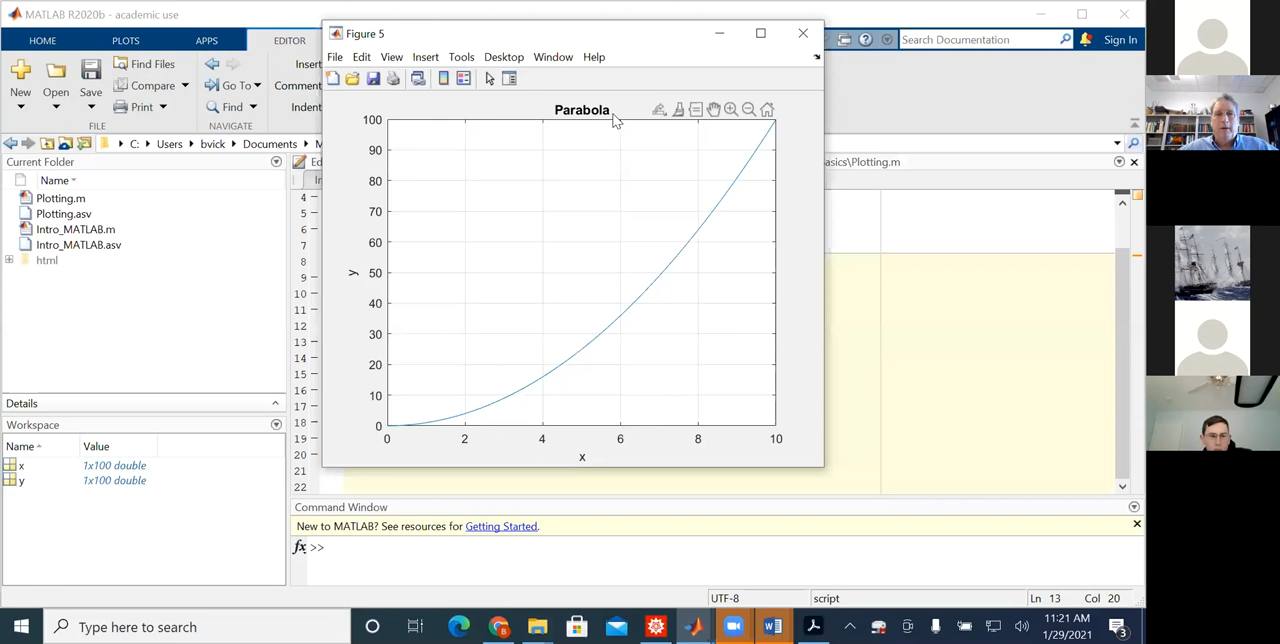 MATLAB R2020b - academic use
HOME PLOTS APPS EDITOR
Search Documentation Sign In
New Open Save Find Files Compare Print FILE
Go To Find NAVIGATE
Insert
Comment
Indent
C: Users bvick Documents
Current Folder
Name
Plotting.m
Plotting.asv
Intro_MATLAB.m
Intro_MATLAB.asv
html
Details
Workspace
Name Value
x 1x100 double
y 1x100 double
asics\Plotting.m
4
5
6
7
8
9
10
11
12
13
14
15
16
17
18
19
20
21
22
Figure 5
File Edit View Insert Tools Desktop Window Help
Parabola
100
90
80
70
60
50
40
30
20
10
0
y
0 2 4 6 8 10
x
Command Window
New to MATLAB? See resources for Getting Started.
fx >>
UTF-8 script Ln 13 Col 20
Type here to search
11:21 AM
1/29/2021
3